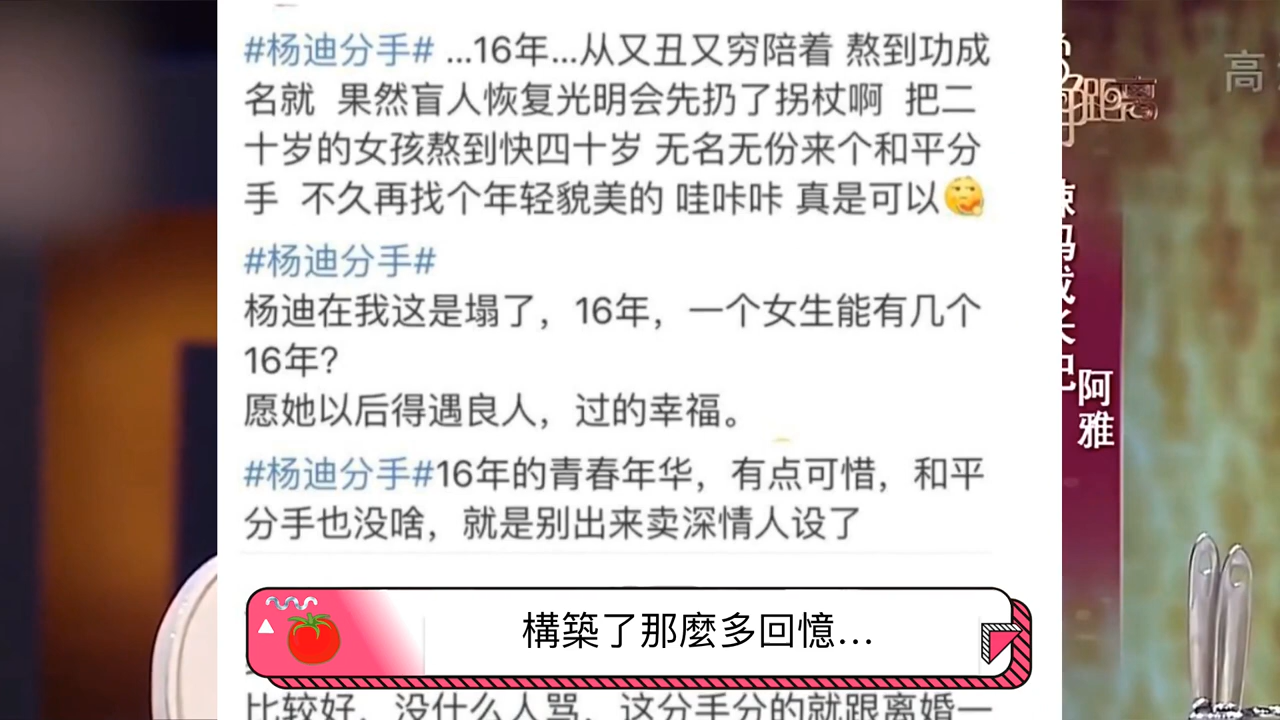 #杨迪分手# ...16年...从又丑又穷陪着 熬到功成
名就 果然盲人恢复光明会先扔了拐杖啊 把二
十岁的女孩熬到快四十岁 无名无份来个和平分
手 不久再找个年轻貌美的 哇咔咔 真是可以
#杨迪分手#
杨迪在我这是塌了，16年，一个女生能有几个
16年？
愿她以后得遇良人，过的幸福。
#杨迪分手#16年的青春年华，有点可惜，和平
分手也没啥，就是别出来卖深情人设了
構築了那麼多回憶...
比较好，没什么人骂，这分手分的就跟离婚一
高
距离
辣妈成长记
阿雅